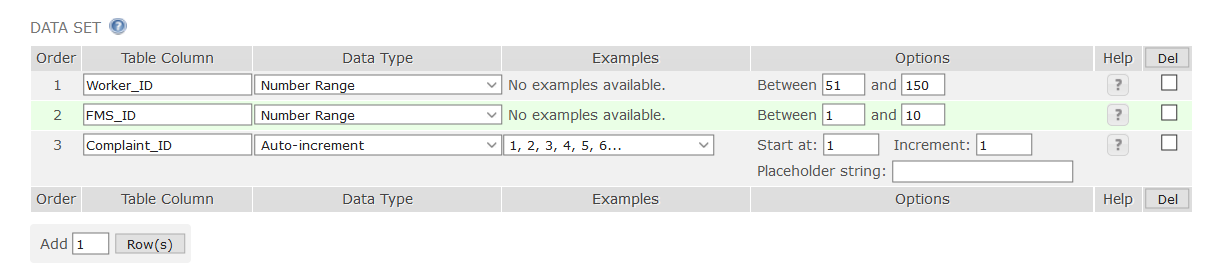 DATA SET ?
Order Table Column Data Type Examples Options Help Del
1 Worker_ID Number Range No examples available. Between 51 and 150 ?
2 FMS_ID Number Range No examples available. Between 1 and 10 ?
3 Complaint_ID Auto-increment 1, 2, 3, 4, 5, 6... Start at: 1 Increment: 1 ?
Placeholder string:
Order Table Column Data Type Examples Options Help Del
Add 1 Row(s)